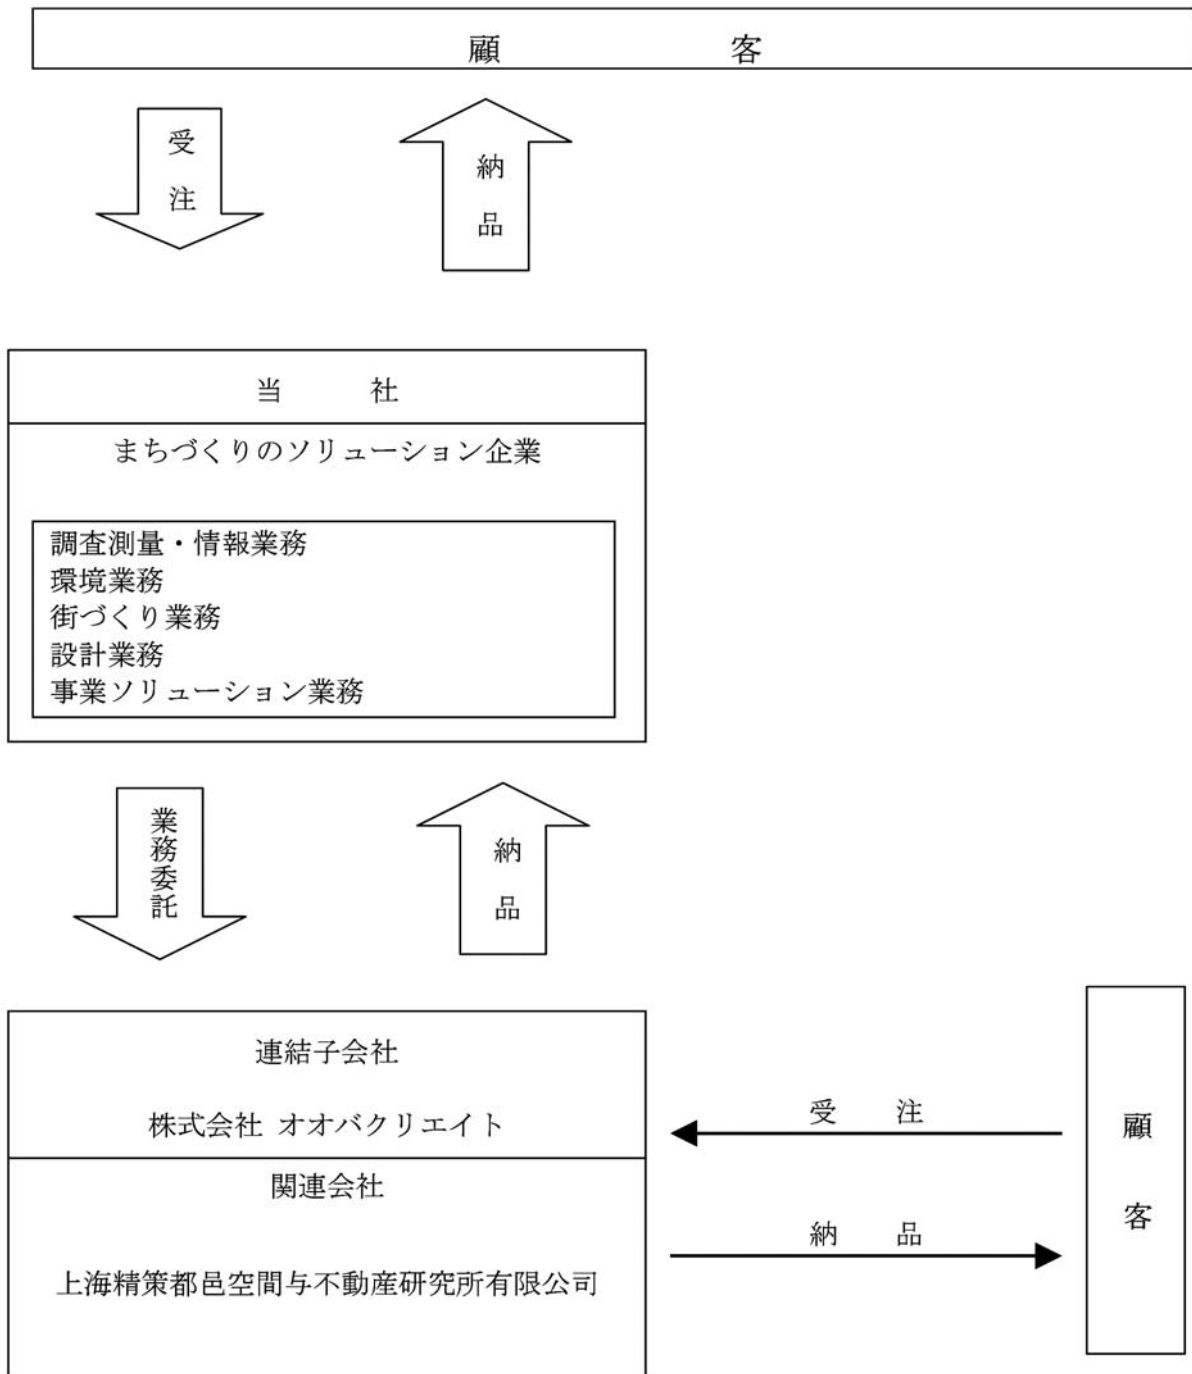 顧 客
受注
納品
当 社
まちづくりのソリューション企業
調査測量・情報業務
環境業務
街づくり業務
設計業務
事業ソリューション業務
業務委託
納品
連結子会社
株式会社 オオバクリエイト
関連会社
上海精策都邑空間与不動産研究所有限公司
受 注
納 品
顧客